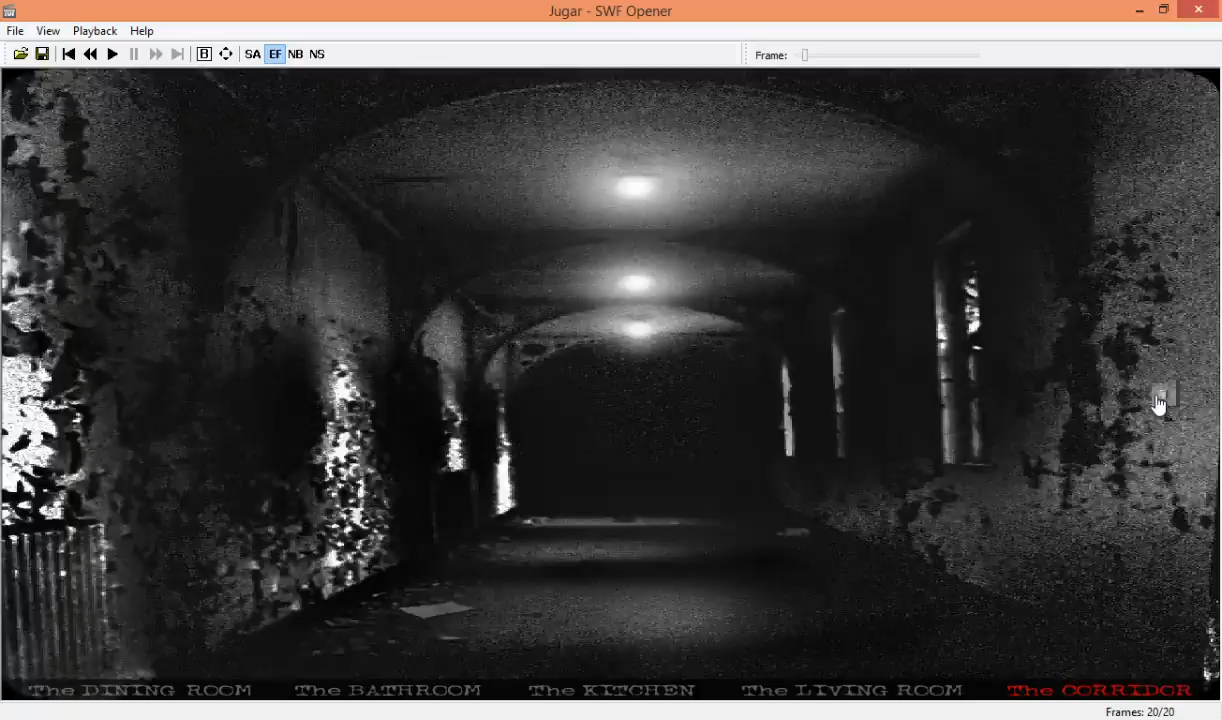 Jugar - SWF Opener
File View Playback Help
B SA EF NB NS Frame:
The DINING ROOM The BATHROOM The KITCHEN The LIVING ROOM The CORRIDOR
Frames: 20/20